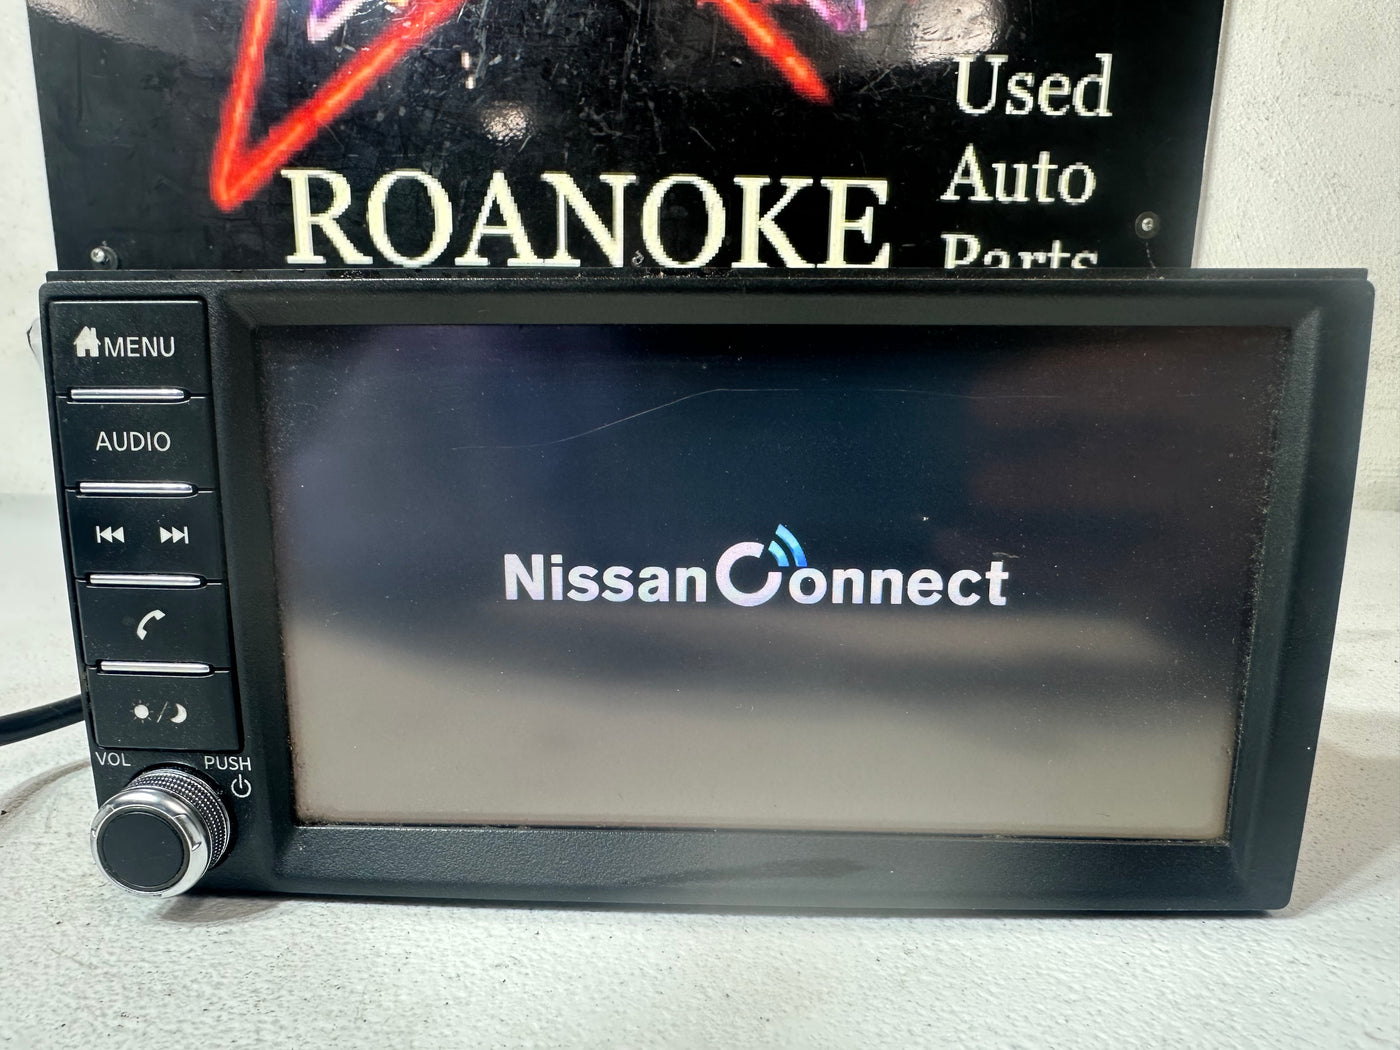 Used
Auto
Parts
ROANOKE
MENU
AUDIO
VOL
PUSH
NissanConnect